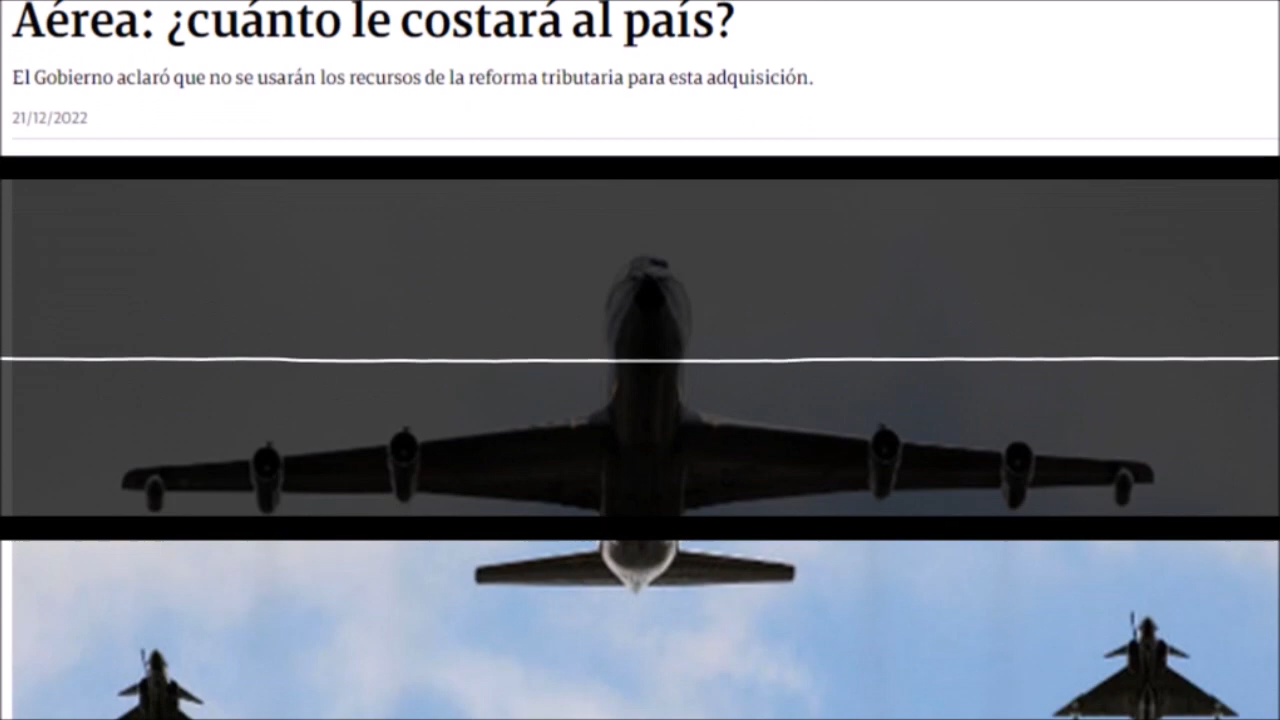 Aérea: ¿cuánto le costará al país?
El Gobierno aclaró que no se usarán los recursos de la reforma tributaria para esta adquisición.
21/12/2022